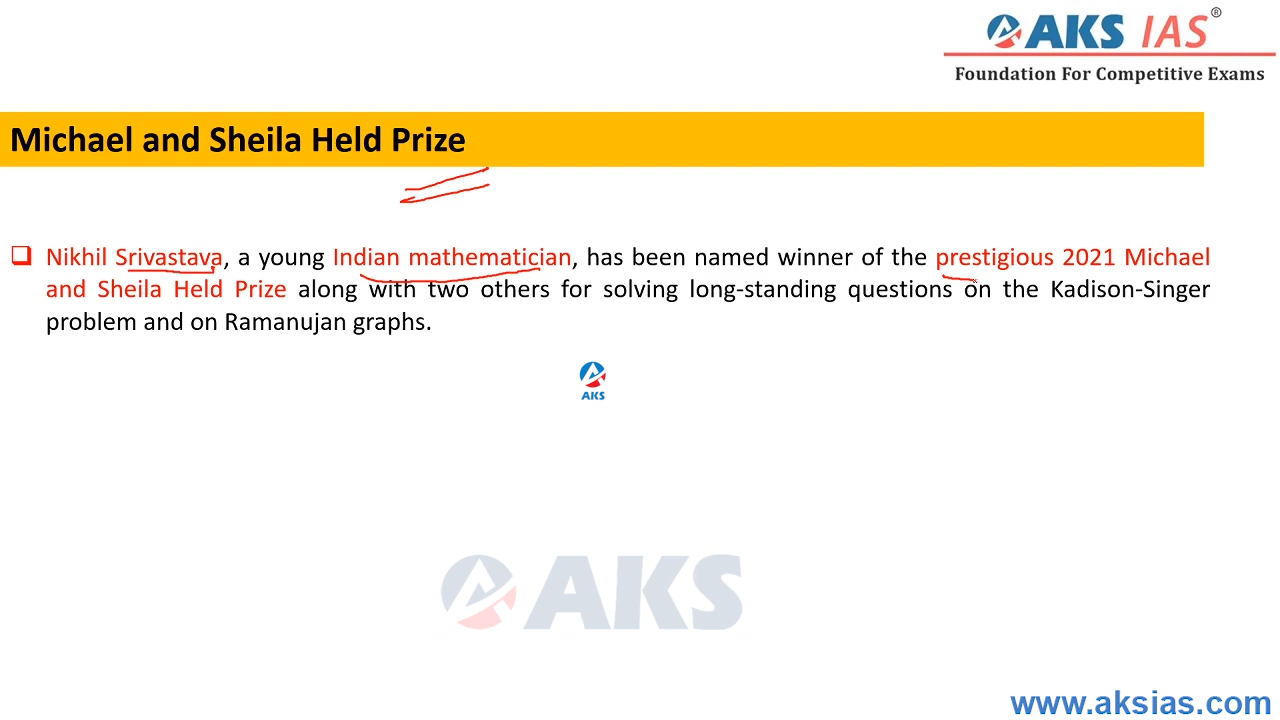 AKS IAS®
Foundation For Competitive Exams
Michael and Sheila Held Prize
Nikhil Srivastava, a young Indian mathematician, has been named winner of the prestigious 2021 Michael
and Sheila Held Prize along with two others for solving long-standing questions on the Kadison-Singer
problem and on Ramanujan graphs.
AKS
AKS
www.aksias.com